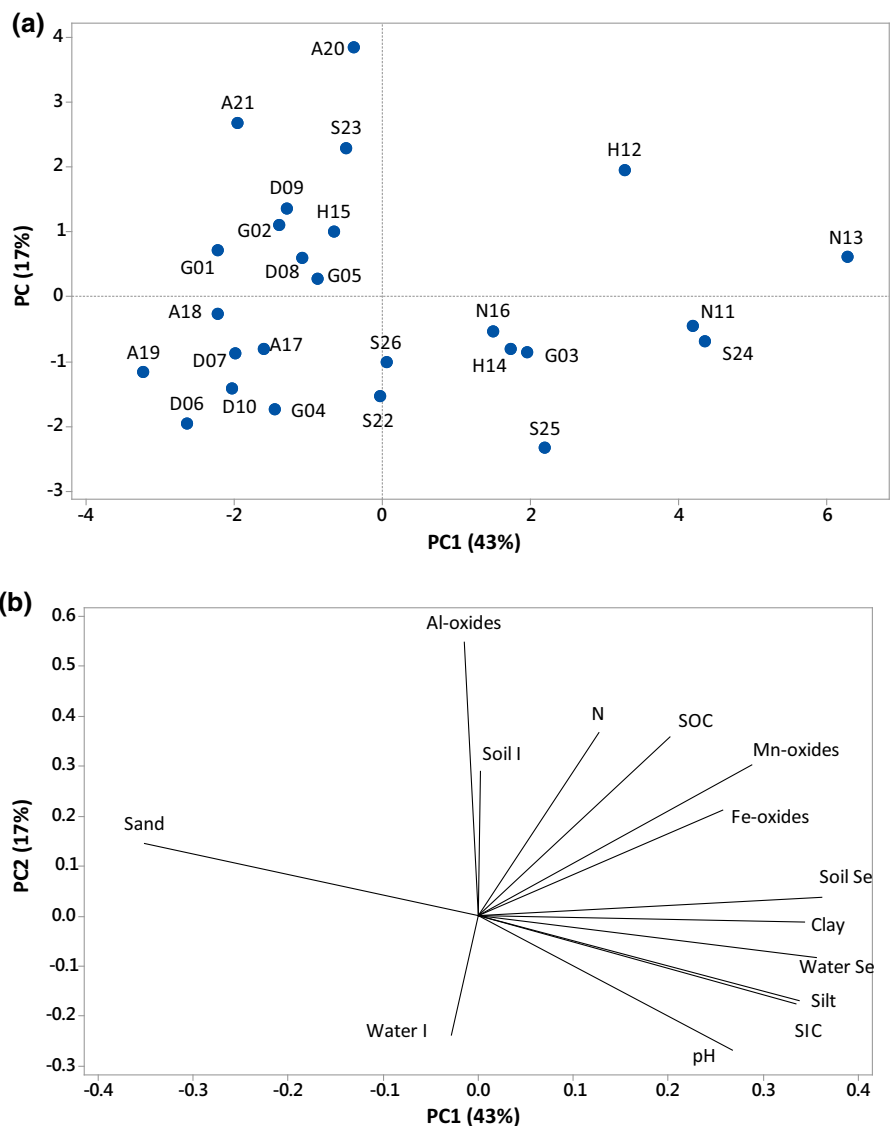 (a)
4
3
2
1
0
-1
-2
-3
PC (17%)
A20
A21
S23
H12
D09
H15
G02
N13
G01
D08
G05
A18
N16
N11
A19
D07
A17
S26
H14
G03
S24
D06
D10
G04
S22
S25
-4
-2
0
2
4
6
PC1 (43%)
(b)
0.6
0.5
0.4
0.3
0.2
0.1
0.0
-0.1
-0.2
-0.3
PC2 (17%)
Al-oxides
N
SOC
Soil I
Mn-oxides
Fe-oxides
Sand
Soil Se
Clay
Water Se
Silt
Water I
SIC
pH
-0.4
-0.3
-0.2
-0.1
0.0
0.1
0.2
0.3
0.4
PC1 (43%)